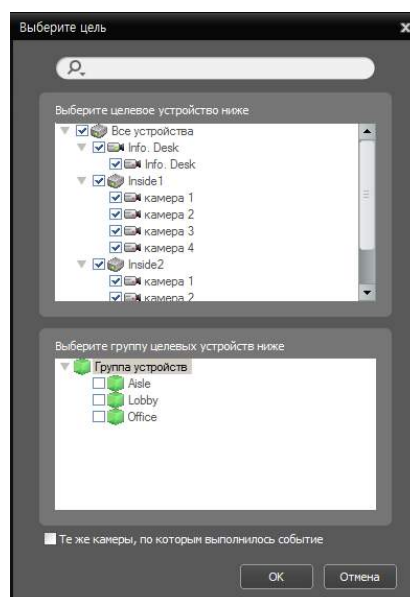 Выберите цель
Выберите целевое устройство ниже
Все устройства
Info. Desk
Info. Desk
Inside1
камера 1
камера 2
камера 3
камера 4
Inside2
камера 1
камера 2
Выберите группу целевых устройств ниже
Группа устройств
Aisle
Lobby
Office
Те же камеры, по которым выполнилось событие
OK Отмена